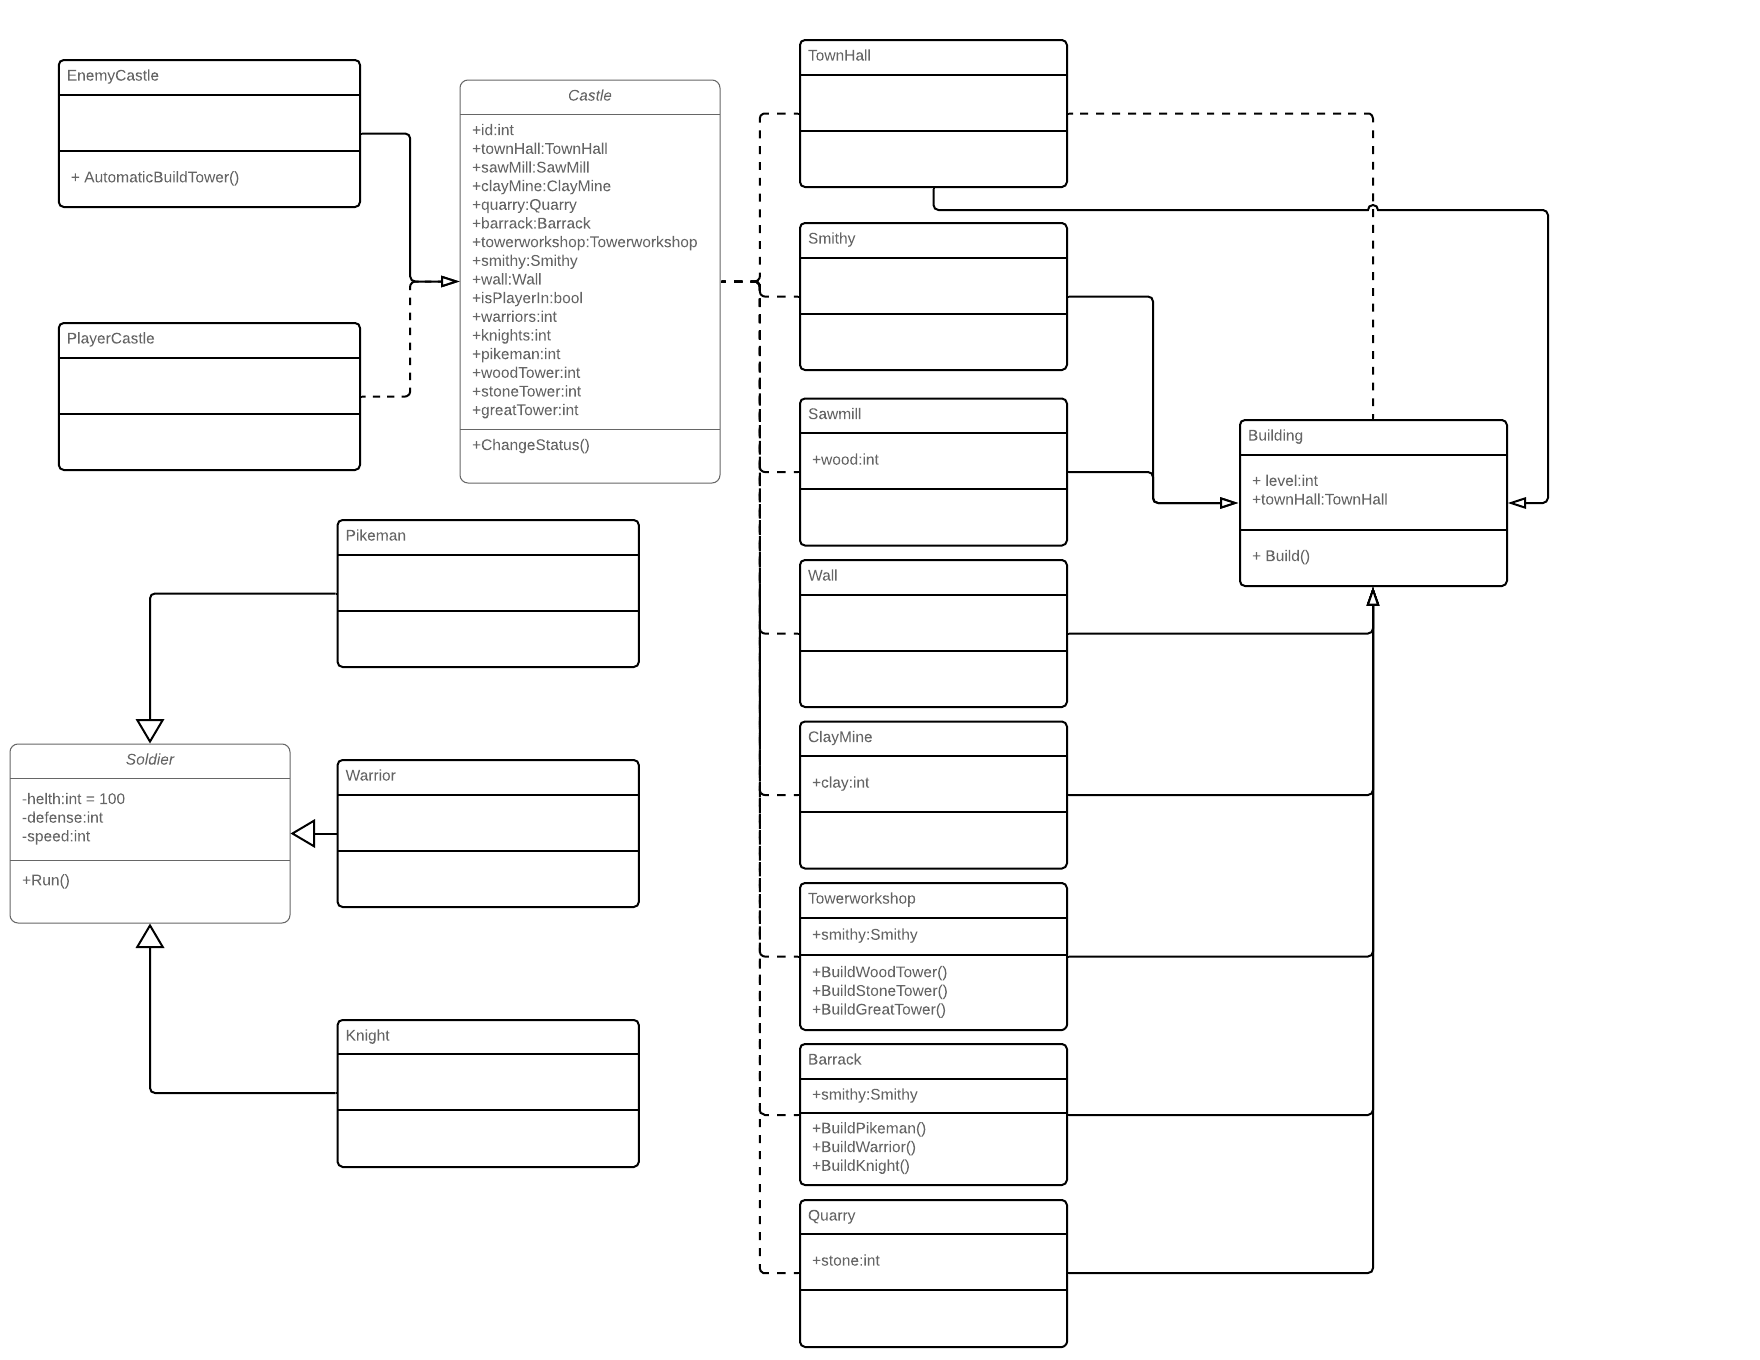 EnemyCastle
+ AutomaticBuildTower()
PlayerCastle
Castle
+id:int
+townHall:TownHall
+sawMill:SawMill
+clayMine:ClayMine
+quarry:Quarry
+barrack:Barrack
+towerworkshop:Towerworkshop
+smithy:Smithy
+wall:Wall
+isPlayerIn:bool
+warriors:int
+knights:int
+pikeman:int
+woodTower:int
+stoneTower:int
+greatTower:int
+ChangeStatus()
Pikeman
Soldier
-helth:int = 100
-defense:int
-speed:int
+Run()
Warrior
Knight
TownHall
Smithy
Sawmill
+wood:int
Wall
ClayMine
+clay:int
Towerworkshop
+smithy:Smithy
+BuildWoodTower()
+BuildStoneTower()
+BuildGreatTower()
Barrack
+smithy:Smithy
+BuildPikeman()
+BuildWarrior()
+BuildKnight()
Quarry
+stone:int
Building
+ level:int
+townHall:TownHall
+ Build()